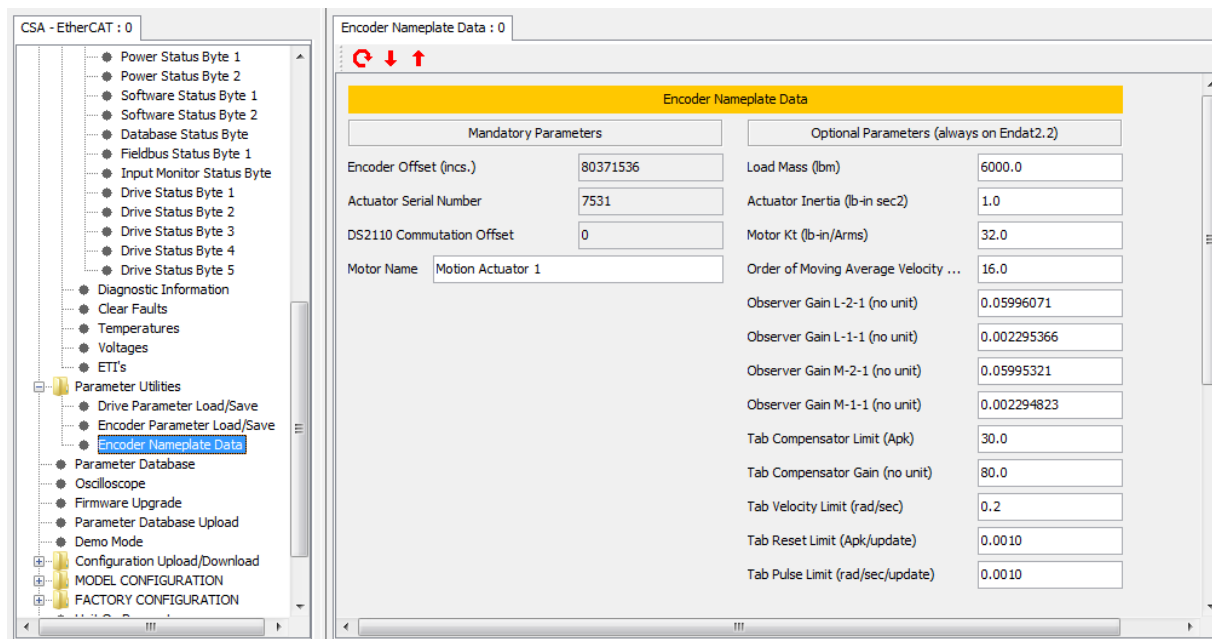 CSA - EtherCAT : 0
Power Status Byte 1
Power Status Byte 2
Software Status Byte 1
Software Status Byte 2
Database Status Byte
Fieldbus Status Byte 1
Input Monitor Status Byte
Drive Status Byte 1
Drive Status Byte 2
Drive Status Byte 3
Drive Status Byte 4
Drive Status Byte 5
Diagnostic Information
Clear Faults
Temperatures
Voltages
ETI's
Parameter Utilities
Drive Parameter Load/Save
Encoder Parameter Load/Save
Encoder Nameplate Data
Parameter Database
Oscilloscope
Firmware Upgrade
Parameter Database Upload
Demo Mode
Configuration Upload/Download
MODEL CONFIGURATION
FACTORY CONFIGURATION
Encoder Nameplate Data : 0
Encoder Nameplate Data
Mandatory Parameters
Encoder Offset (incs.) 80371536
Actuator Serial Number 7531
DS2110 Commutation Offset 0
Motor Name Motion Actuator 1
Optional Parameters (always on Endat2.2)
Load Mass (lbm) 6000.0
Actuator Inertia (lb-in sec2) 1.0
Motor Kt (lb-in/Arms) 32.0
Order of Moving Average Velocity ... 16.0
Observer Gain L-2-1 (no unit) 0.05996071
Observer Gain L-1-1 (no unit) 0.002295366
Observer Gain M-2-1 (no unit) 0.05995321
Observer Gain M-1-1 (no unit) 0.002294823
Tab Compensator Limit (Apk) 30.0
Tab Compensator Gain (no unit) 80.0
Tab Velocity Limit (rad/sec) 0.2
Tab Reset Limit (Apk/update) 0.0010
Tab Pulse Limit (rad/sec/update) 0.0010